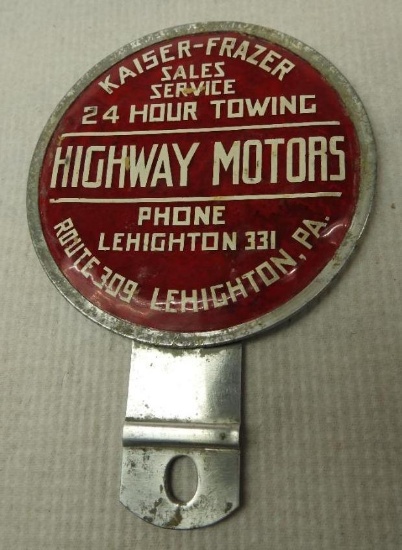 KAISER-FRAZER
SALES
SERVICE
24 HOUR TOWING
HIGHWAY MOTORS
PHONE
LEHIGHTON 331
ROUTE 309 LEHIGHTON, PA.